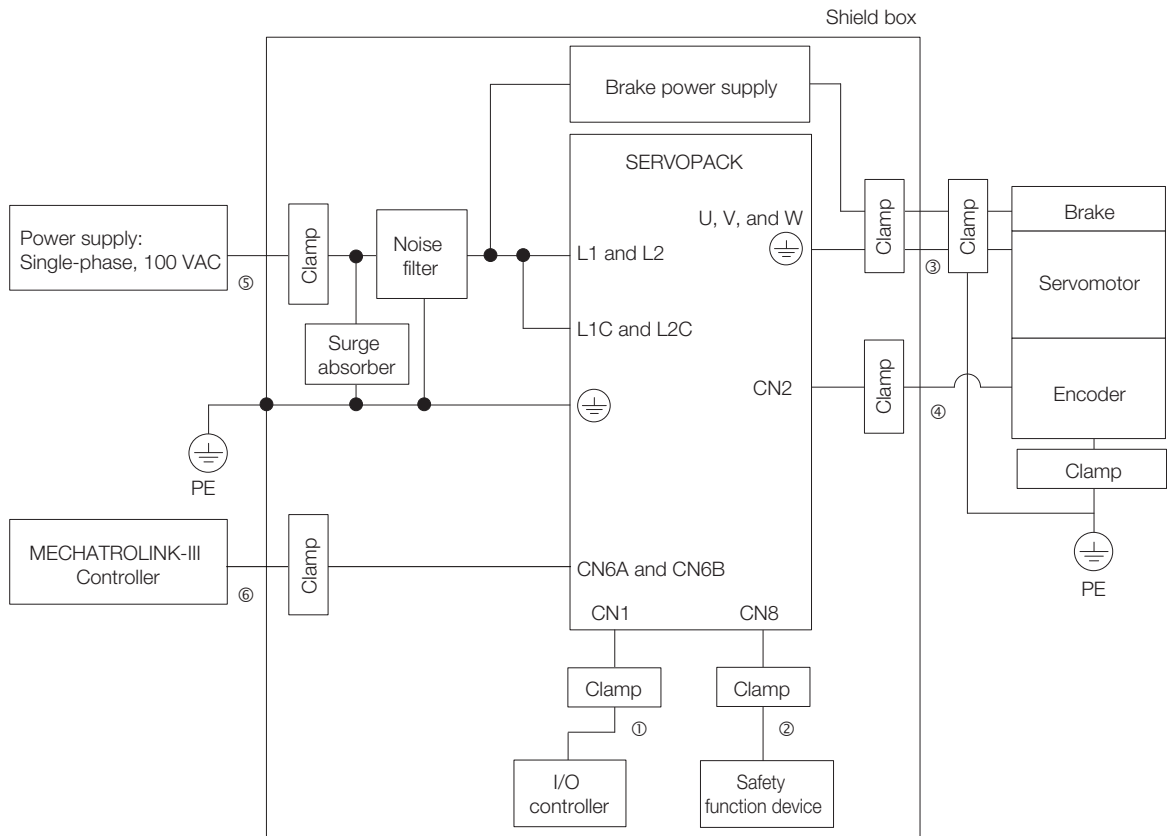 Shield box
Brake power supply
SERVOPACK
U, V, and W
Clamp
Clamp
Brake
Power supply:
Single-phase, 100 VAC
Clamp
Noise
filter
L1 and L2
⑤
③
Servomotor
L1C and L2C
Surge
absorber
CN2
Clamp
Encoder
④
PE
Clamp
MECHATROLINK-III
Controller
Clamp
CN6A and CN6B
⑥
PE
CN1
CN8
Clamp
Clamp
①
②
I/O
controller
Safety
function device